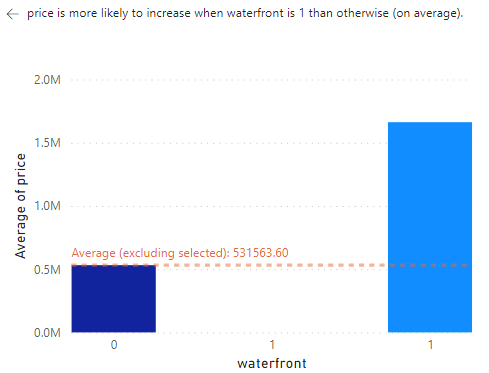 ← price is more likely to increase when waterfront is 1 than otherwise (on average).
2.0M
1.5M
1.0M
0.5M
0.0M
Average of price
Average (excluding selected): 531563.60
0 1 1
waterfront